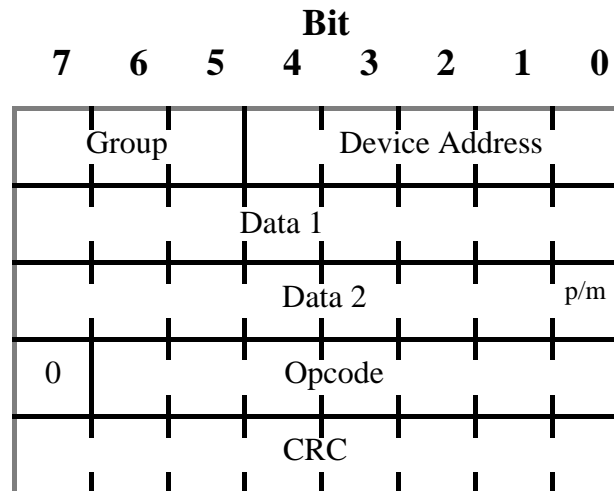 Bit
7 6 5 4 3 2 1 0
Group Device Address
Data 1
Data 2 p/m
0 Opcode
CRC